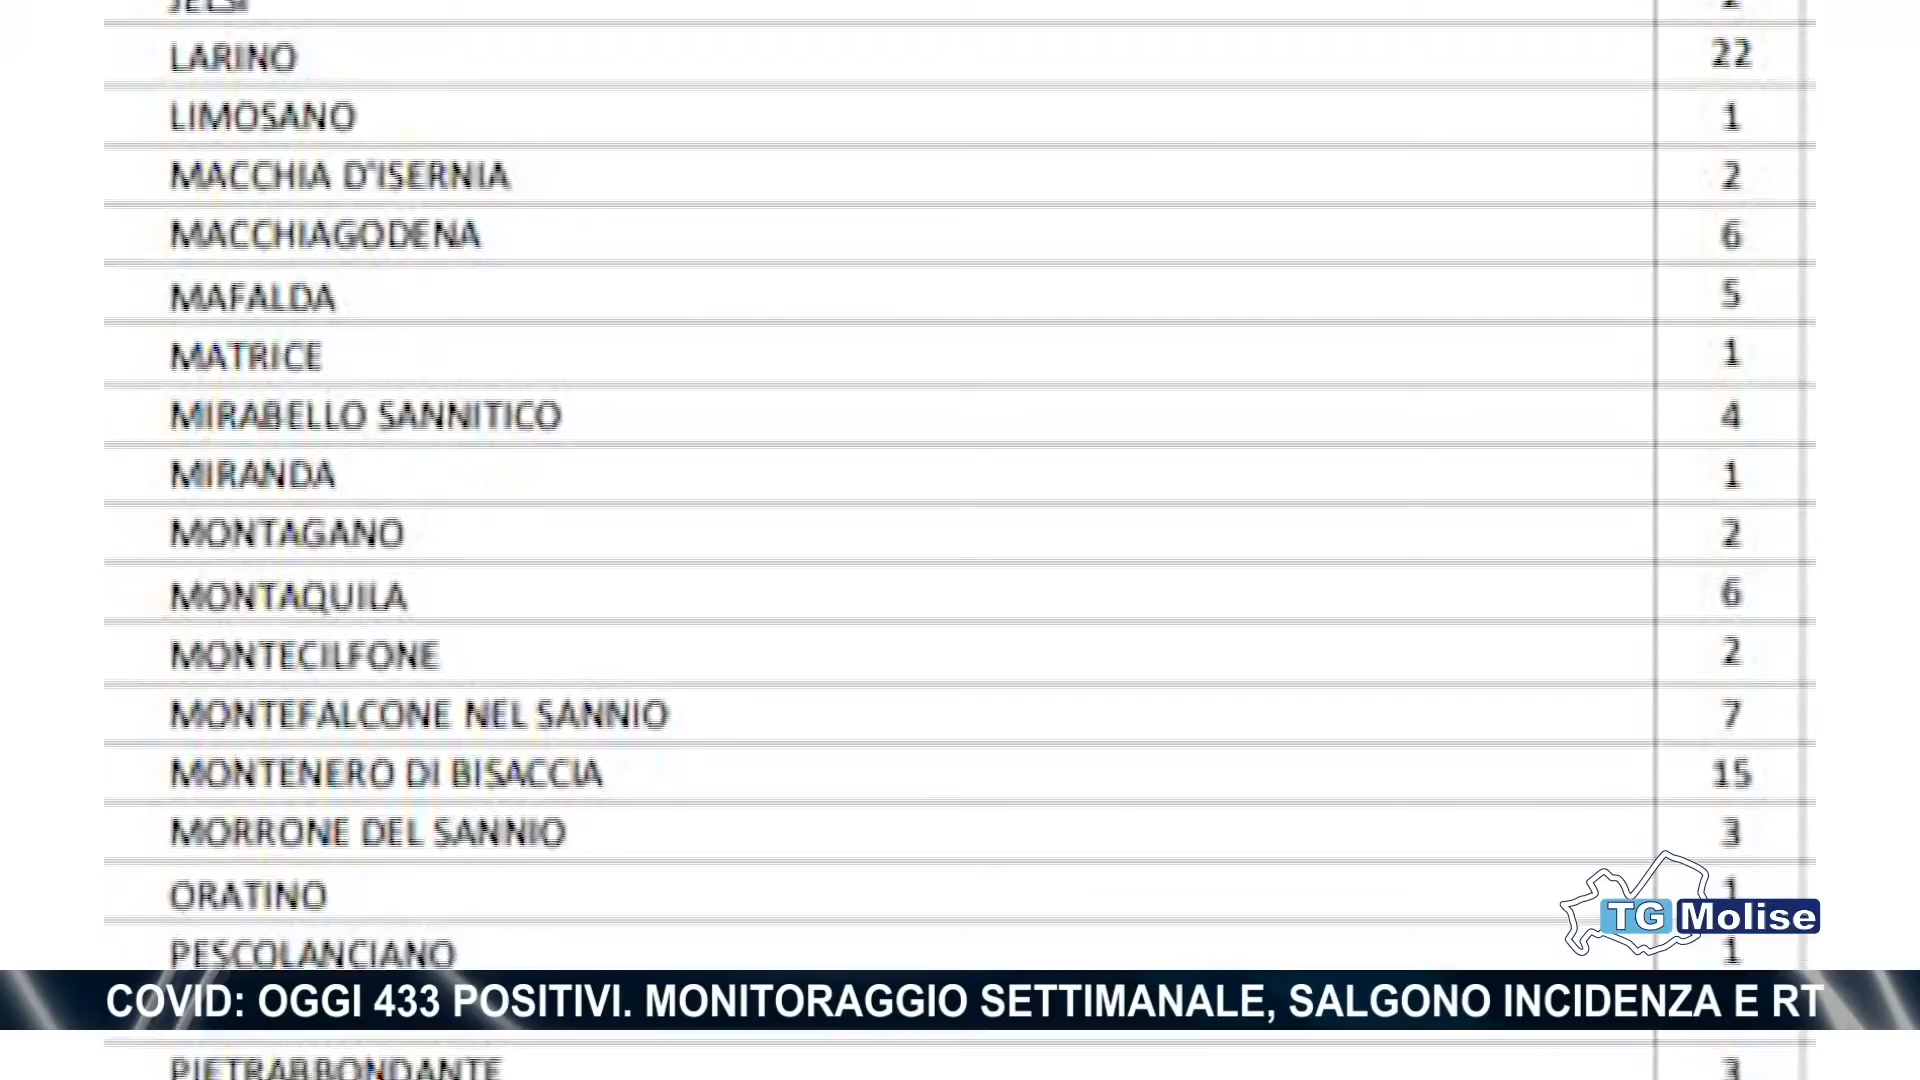 JELSI
LARINO 22
LIMOSANO 1
MACCHIA D'ISERNIA 2
MACCHIAGODENA 6
MAFALDA 5
MATRICE 1
MIRABELLO SANNITICO 4
MIRANDA 1
MONTAGANO 2
MONTAQUILA 6
MONTECILFONE 2
MONTEFALCONE NEL SANNIO 7
MONTENERO DI BISACCIA 15
MORRONE DEL SANNIO 3
ORATINO 1
TG Molise
PESCOLANCIANO 1
COVID: OGGI 433 POSITIVI. MONITORAGGIO SETTIMANALE, SALGONO INCIDENZA E RT
PIETRABBONDANTE 3